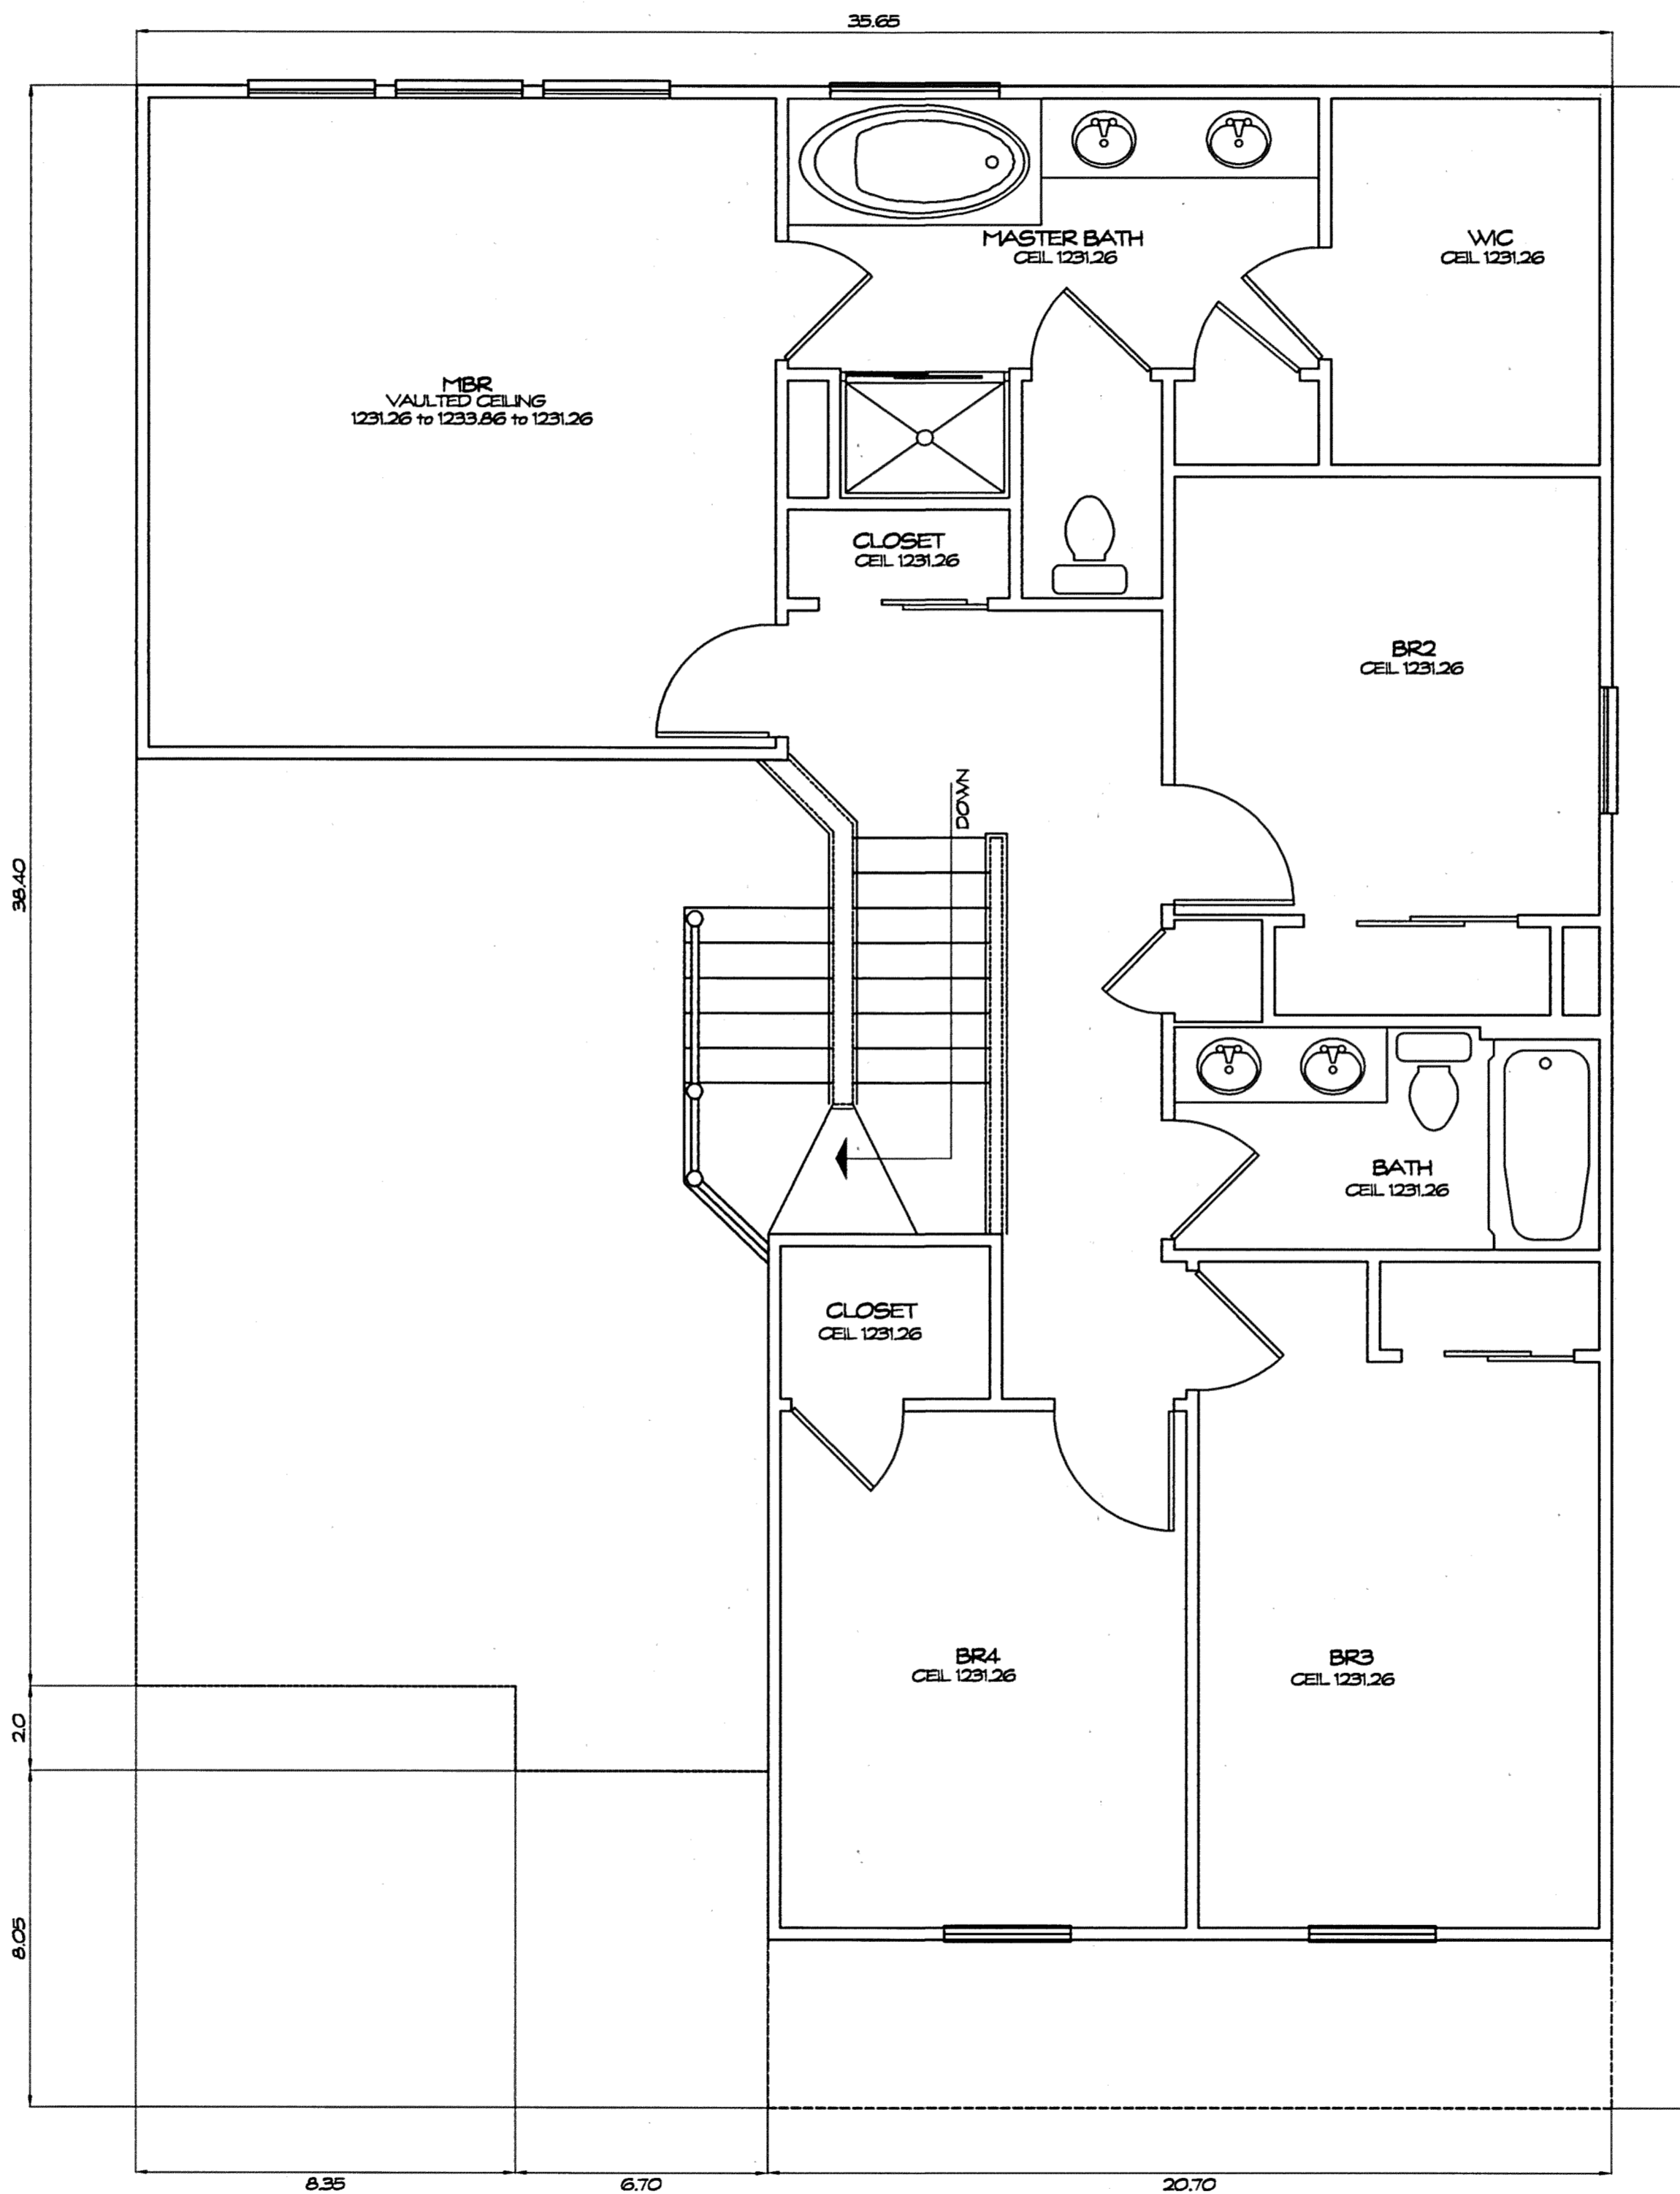 35.65
MASTER BATH
CEIL 1231.26
WIC
CEIL 1231.26
MBR
VAULTED CEILING
1231.26 to 1233.86 to 1231.26
CLOSET
CEIL 1231.26
BR2
CEIL 1231.26
DOWN
38.40
BATH
CEIL 1231.26
CLOSET
CEIL 1231.26
BR4
CEIL 1231.26
BR3
CEIL 1231.26
2.0
8.05
8.35
6.70
20.70